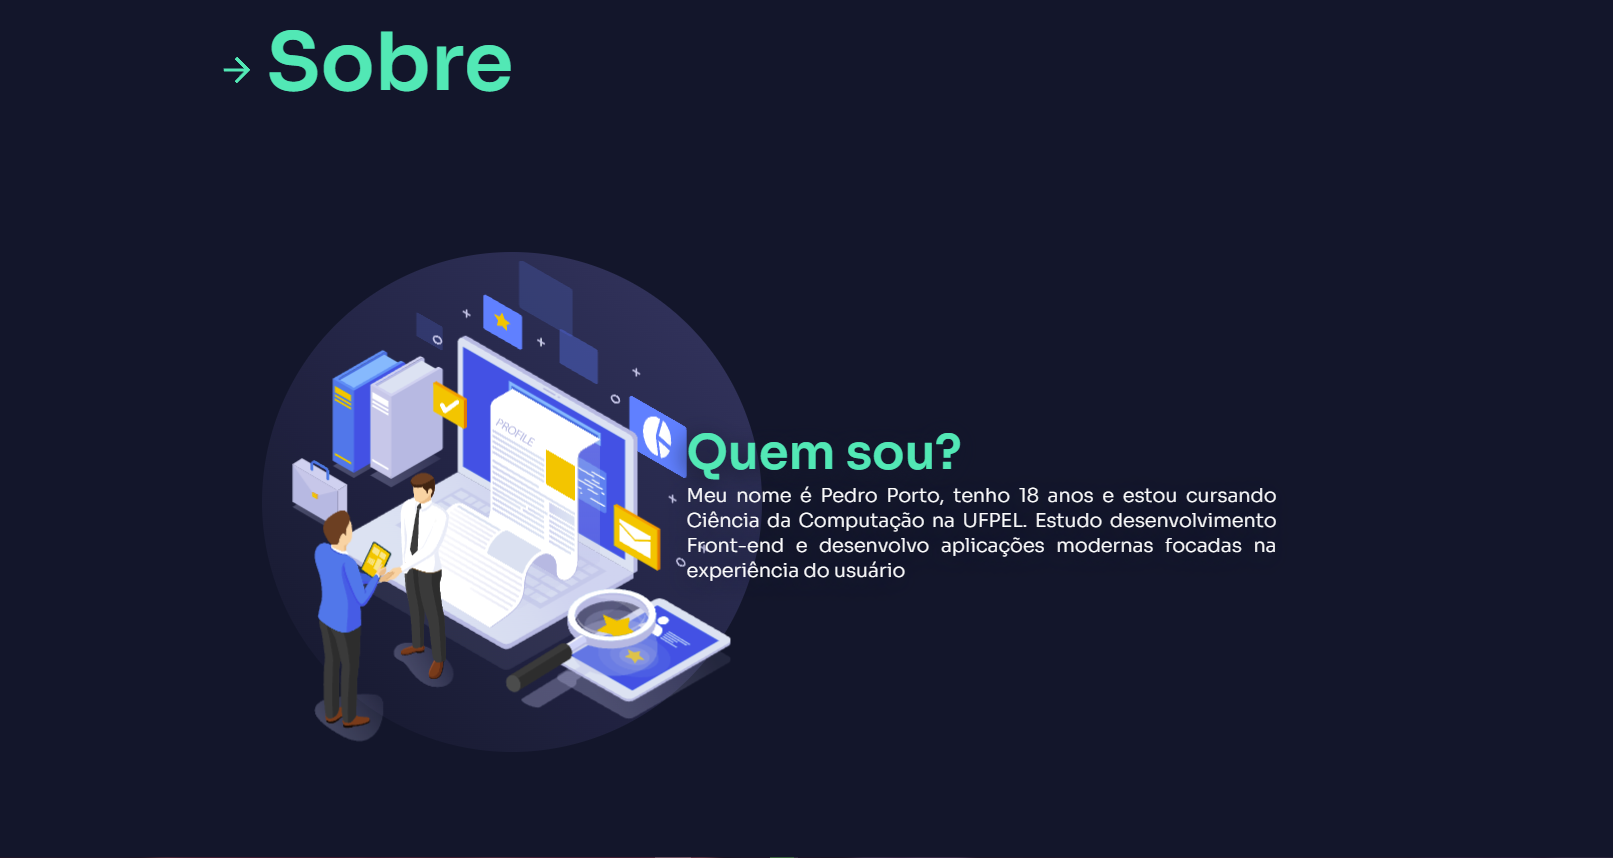 → Sobre
PROFILE
Quem sou?
Meu nome é Pedro Porto, tenho 18 anos e estou cursando
Ciência da Computação na UFPEL. Estudo desenvolvimento
Front-end e desenvolvo aplicações modernas focadas na
experiência do usuário